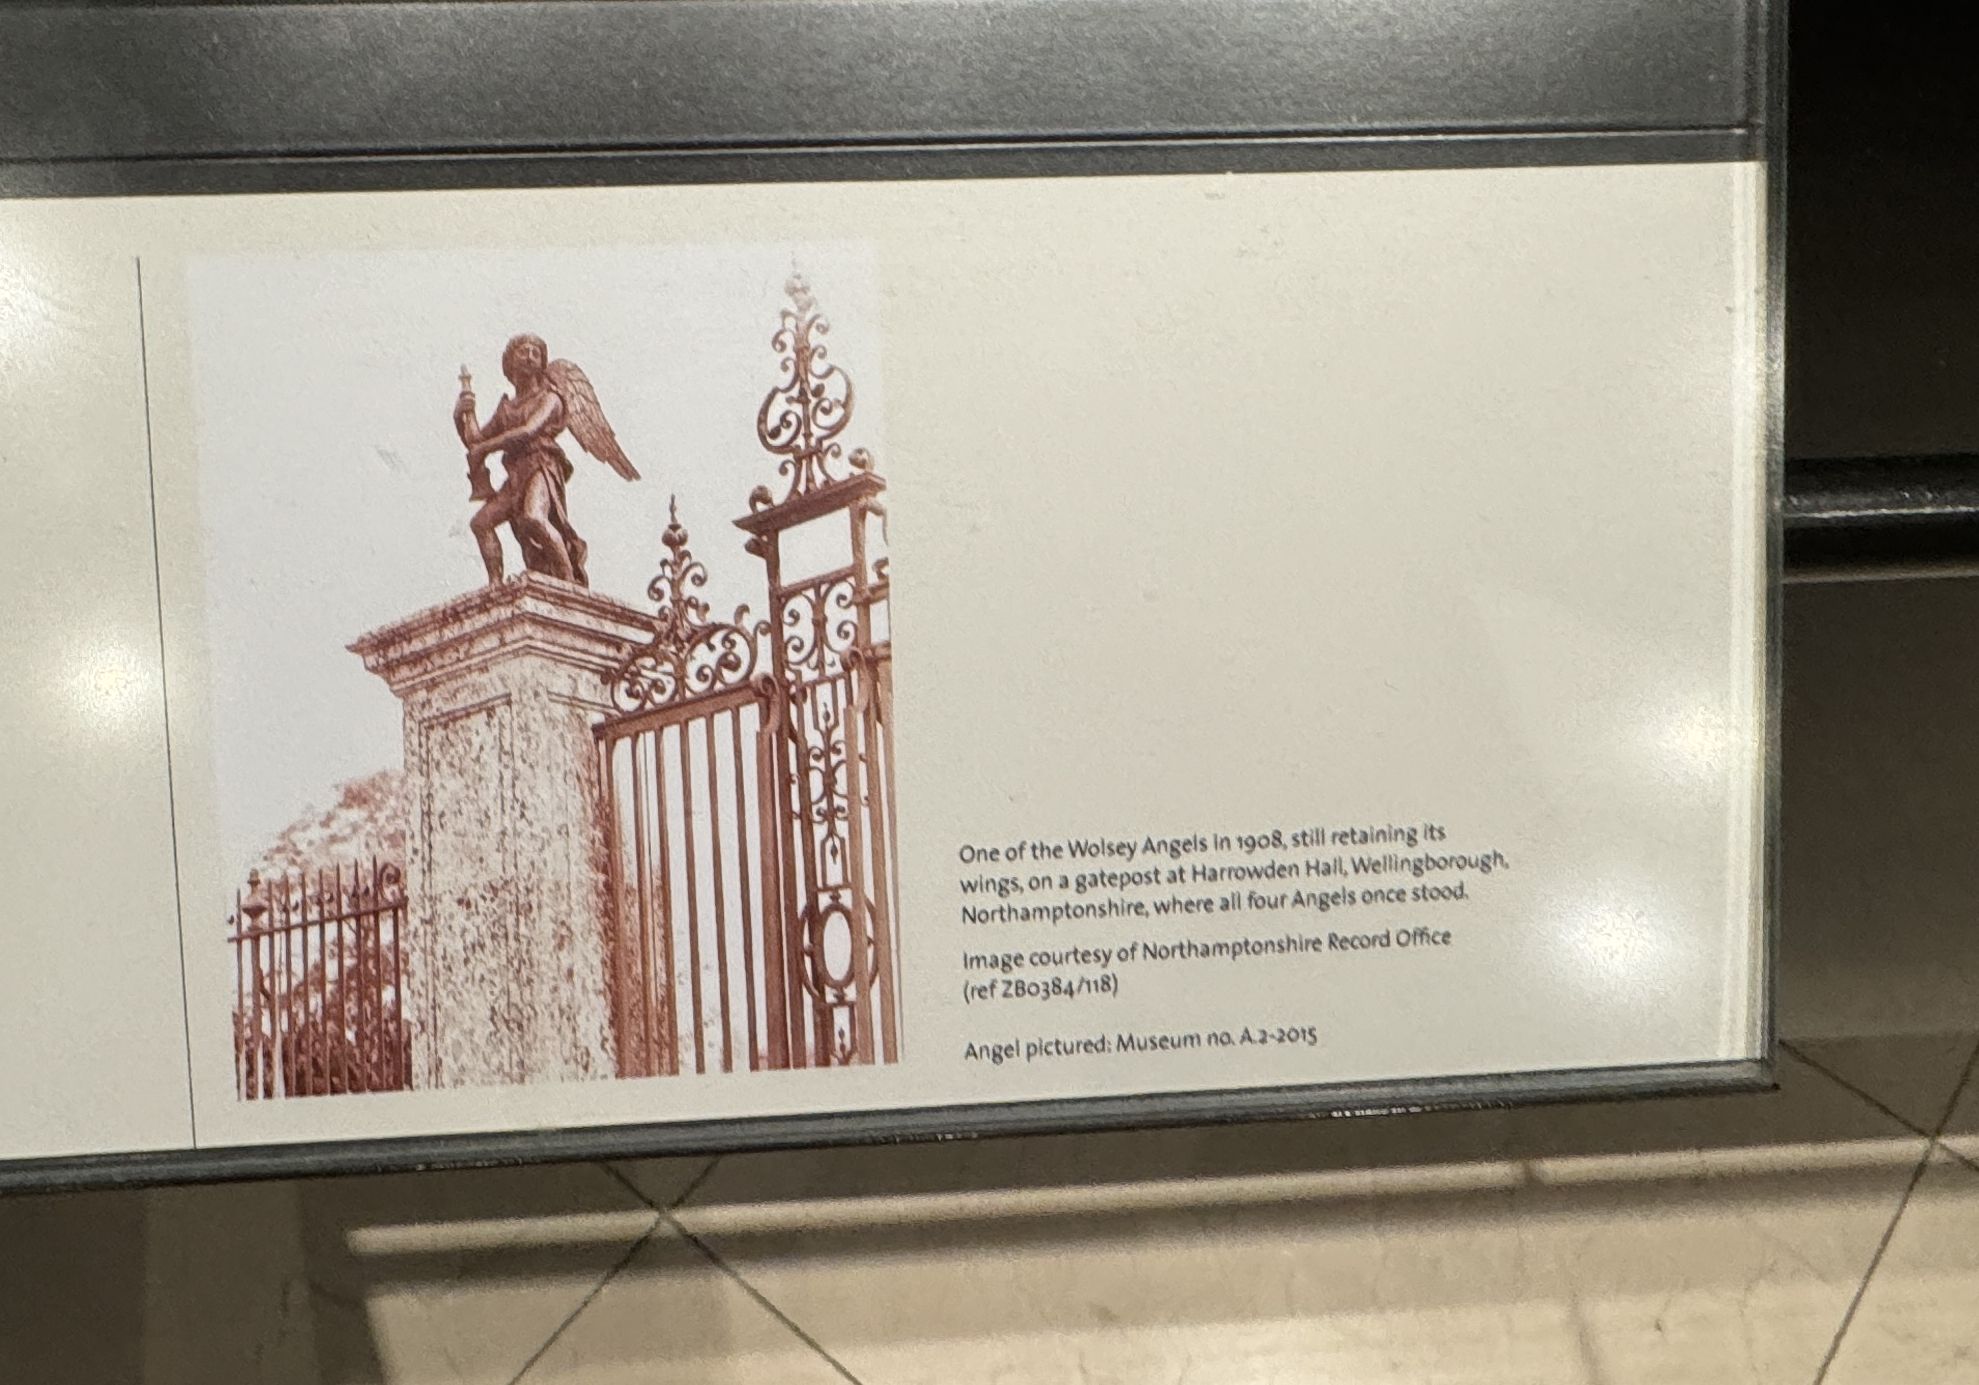 One of the Wolsey Angels in 1908, still retaining its
wings, on a gatepost at Harrowden Hall, Wellingborough,
Northamptonshire, where all four Angels once stood.
Image courtesy of Northamptonshire Record Office
(ref ZB0384/118)
Angel pictured: Museum no. A.2-2015